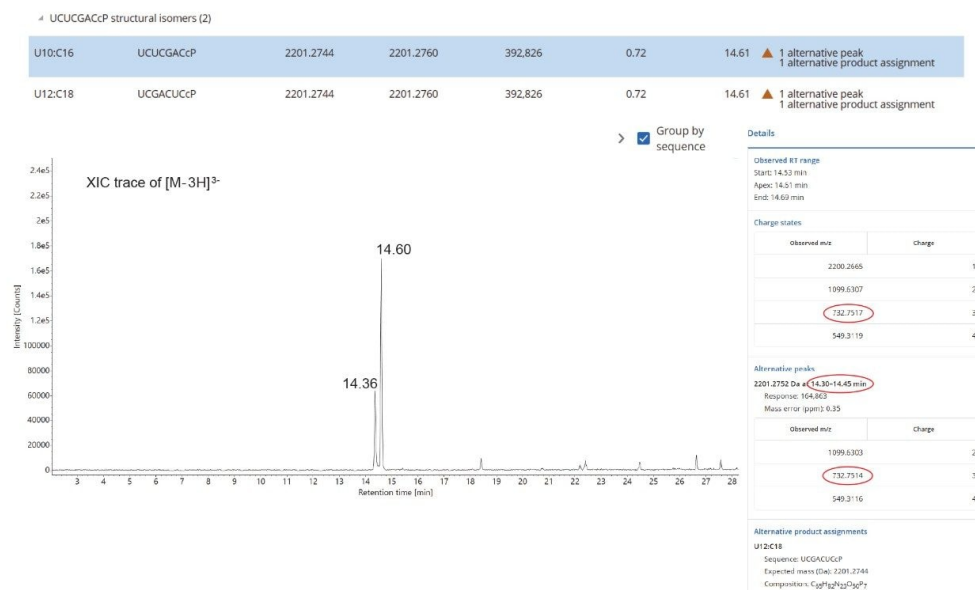 UCUCGACcP structural isomers (2)
U10:C16 UCUCGACcP 2201.2744 2201.2760 392,826 0.72 14.61 1 alternative peak
1 alternative product assignment
U12:C18 UCGACUCcP 2201.2744 2201.2760 392,826 0.72 14.61 1 alternative peak
1 alternative product assignment
Group by
sequence
XIC trace of [M-3H]³⁻
2.4e5
2.2e5
2e5
1.8e5
1.6e5
1.4e5
1.2e5
100000
80000
60000
40000
20000
0
14.60
14.36
Intensity [Counts]
3 4 5 6 7 8 9 10 11 12 13 14 15 16 17 18 19 20 21 22 23 24 25 26 27 28
Retention time [min]
Details
Observed RT range
Start: 14.53 min
Apex: 14.61 min
End: 14.69 min
Charge states
Observed m/z Charge
2200.2665 1
1099.6307 2
732.7517 3
549.3119 4
Alternative peaks
2201.2752 Da at 14.30-14.45 min
Response: 164,863
Mass error (ppm): 0.35
Observed m/z Charge
1099.6303 2
732.7514 3
549.3116 4
Alternative product assignments
U12:C18
Sequence: UCGACUCcP
Expected mass (Da): 2201.2744
Composition: